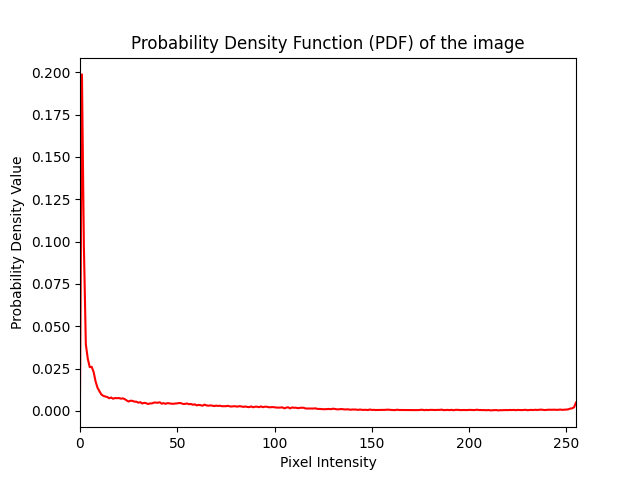 Probability Density Function (PDF) of the image
0.200
0.175
0.150
0.125
0.100
0.075
0.050
0.025
0.000
Probability Density Value
0 50 100 150 200 250
Pixel Intensity